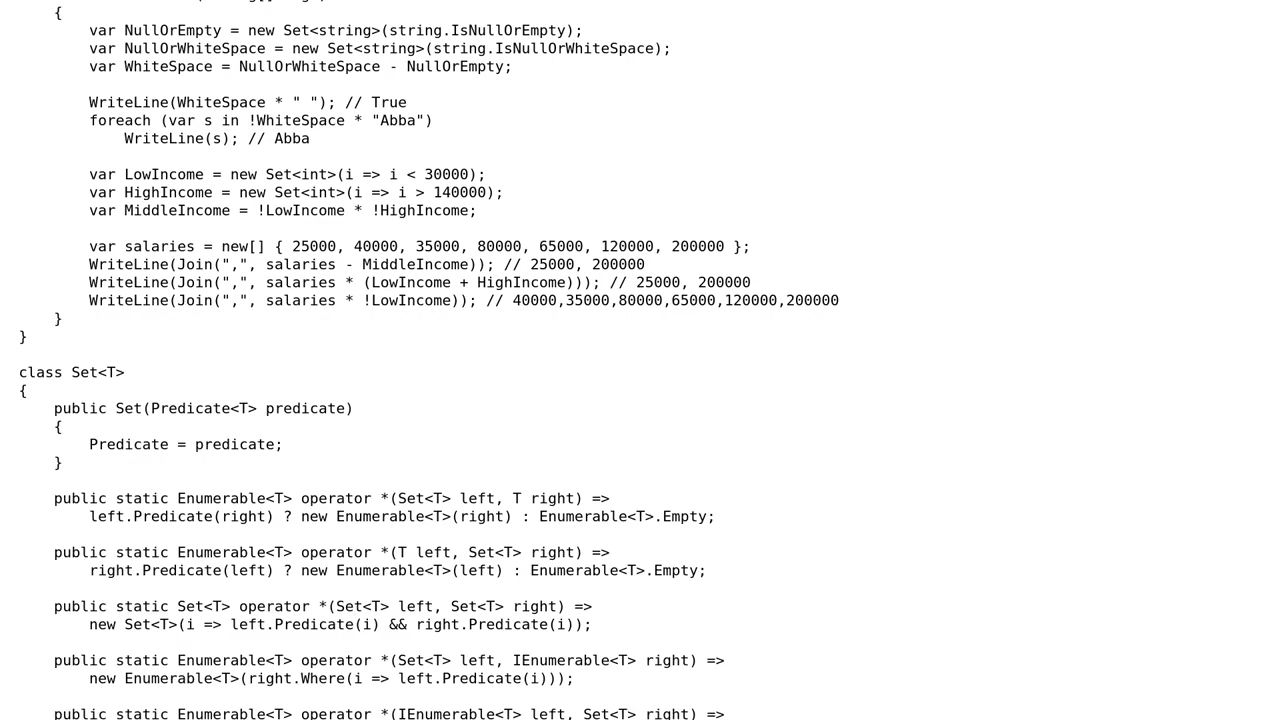 {
var NullOrEmpty = new Set<string>(string.IsNullOrEmpty);
var NullOrWhiteSpace = new Set<string>(string.IsNullOrWhiteSpace);
var WhiteSpace = NullOrWhiteSpace - NullOrEmpty;
WriteLine(WhiteSpace * " "); // True
foreach (var s in !WhiteSpace * "Abba")
WriteLine(s); // Abba
var LowIncome = new Set<int>(i => i < 30000);
var HighIncome = new Set<int>(i => i > 140000);
var MiddleIncome = !LowIncome * !HighIncome;
var salaries = new[] { 25000, 40000, 35000, 80000, 65000, 120000, 200000 };
WriteLine(Join(",", salaries - MiddleIncome)); // 25000, 200000
WriteLine(Join(",", salaries * (LowIncome + HighIncome))); // 25000, 200000
WriteLine(Join(",", salaries * !LowIncome)); // 40000,35000,80000,65000,120000,200000
}
}
class Set<T>
{
public Set(Predicate<T> predicate)
{
Predicate = predicate;
}
public static Enumerable<T> operator *(Set<T> left, T right) =>
left.Predicate(right) ? new Enumerable<T>(right) : Enumerable<T>.Empty;
public static Enumerable<T> operator *(T left, Set<T> right) =>
right.Predicate(left) ? new Enumerable<T>(left) : Enumerable<T>.Empty;
public static Set<T> operator *(Set<T> left, Set<T> right) =>
new Set<T>(i => left.Predicate(i) && right.Predicate(i));
public static Enumerable<T> operator *(Set<T> left, IEnumerable<T> right) =>
new Enumerable<T>(right.Where(i => left.Predicate(i)));
public static Enumerable<T> operator *(IEnumerable<T> left, Set<T> right) =>